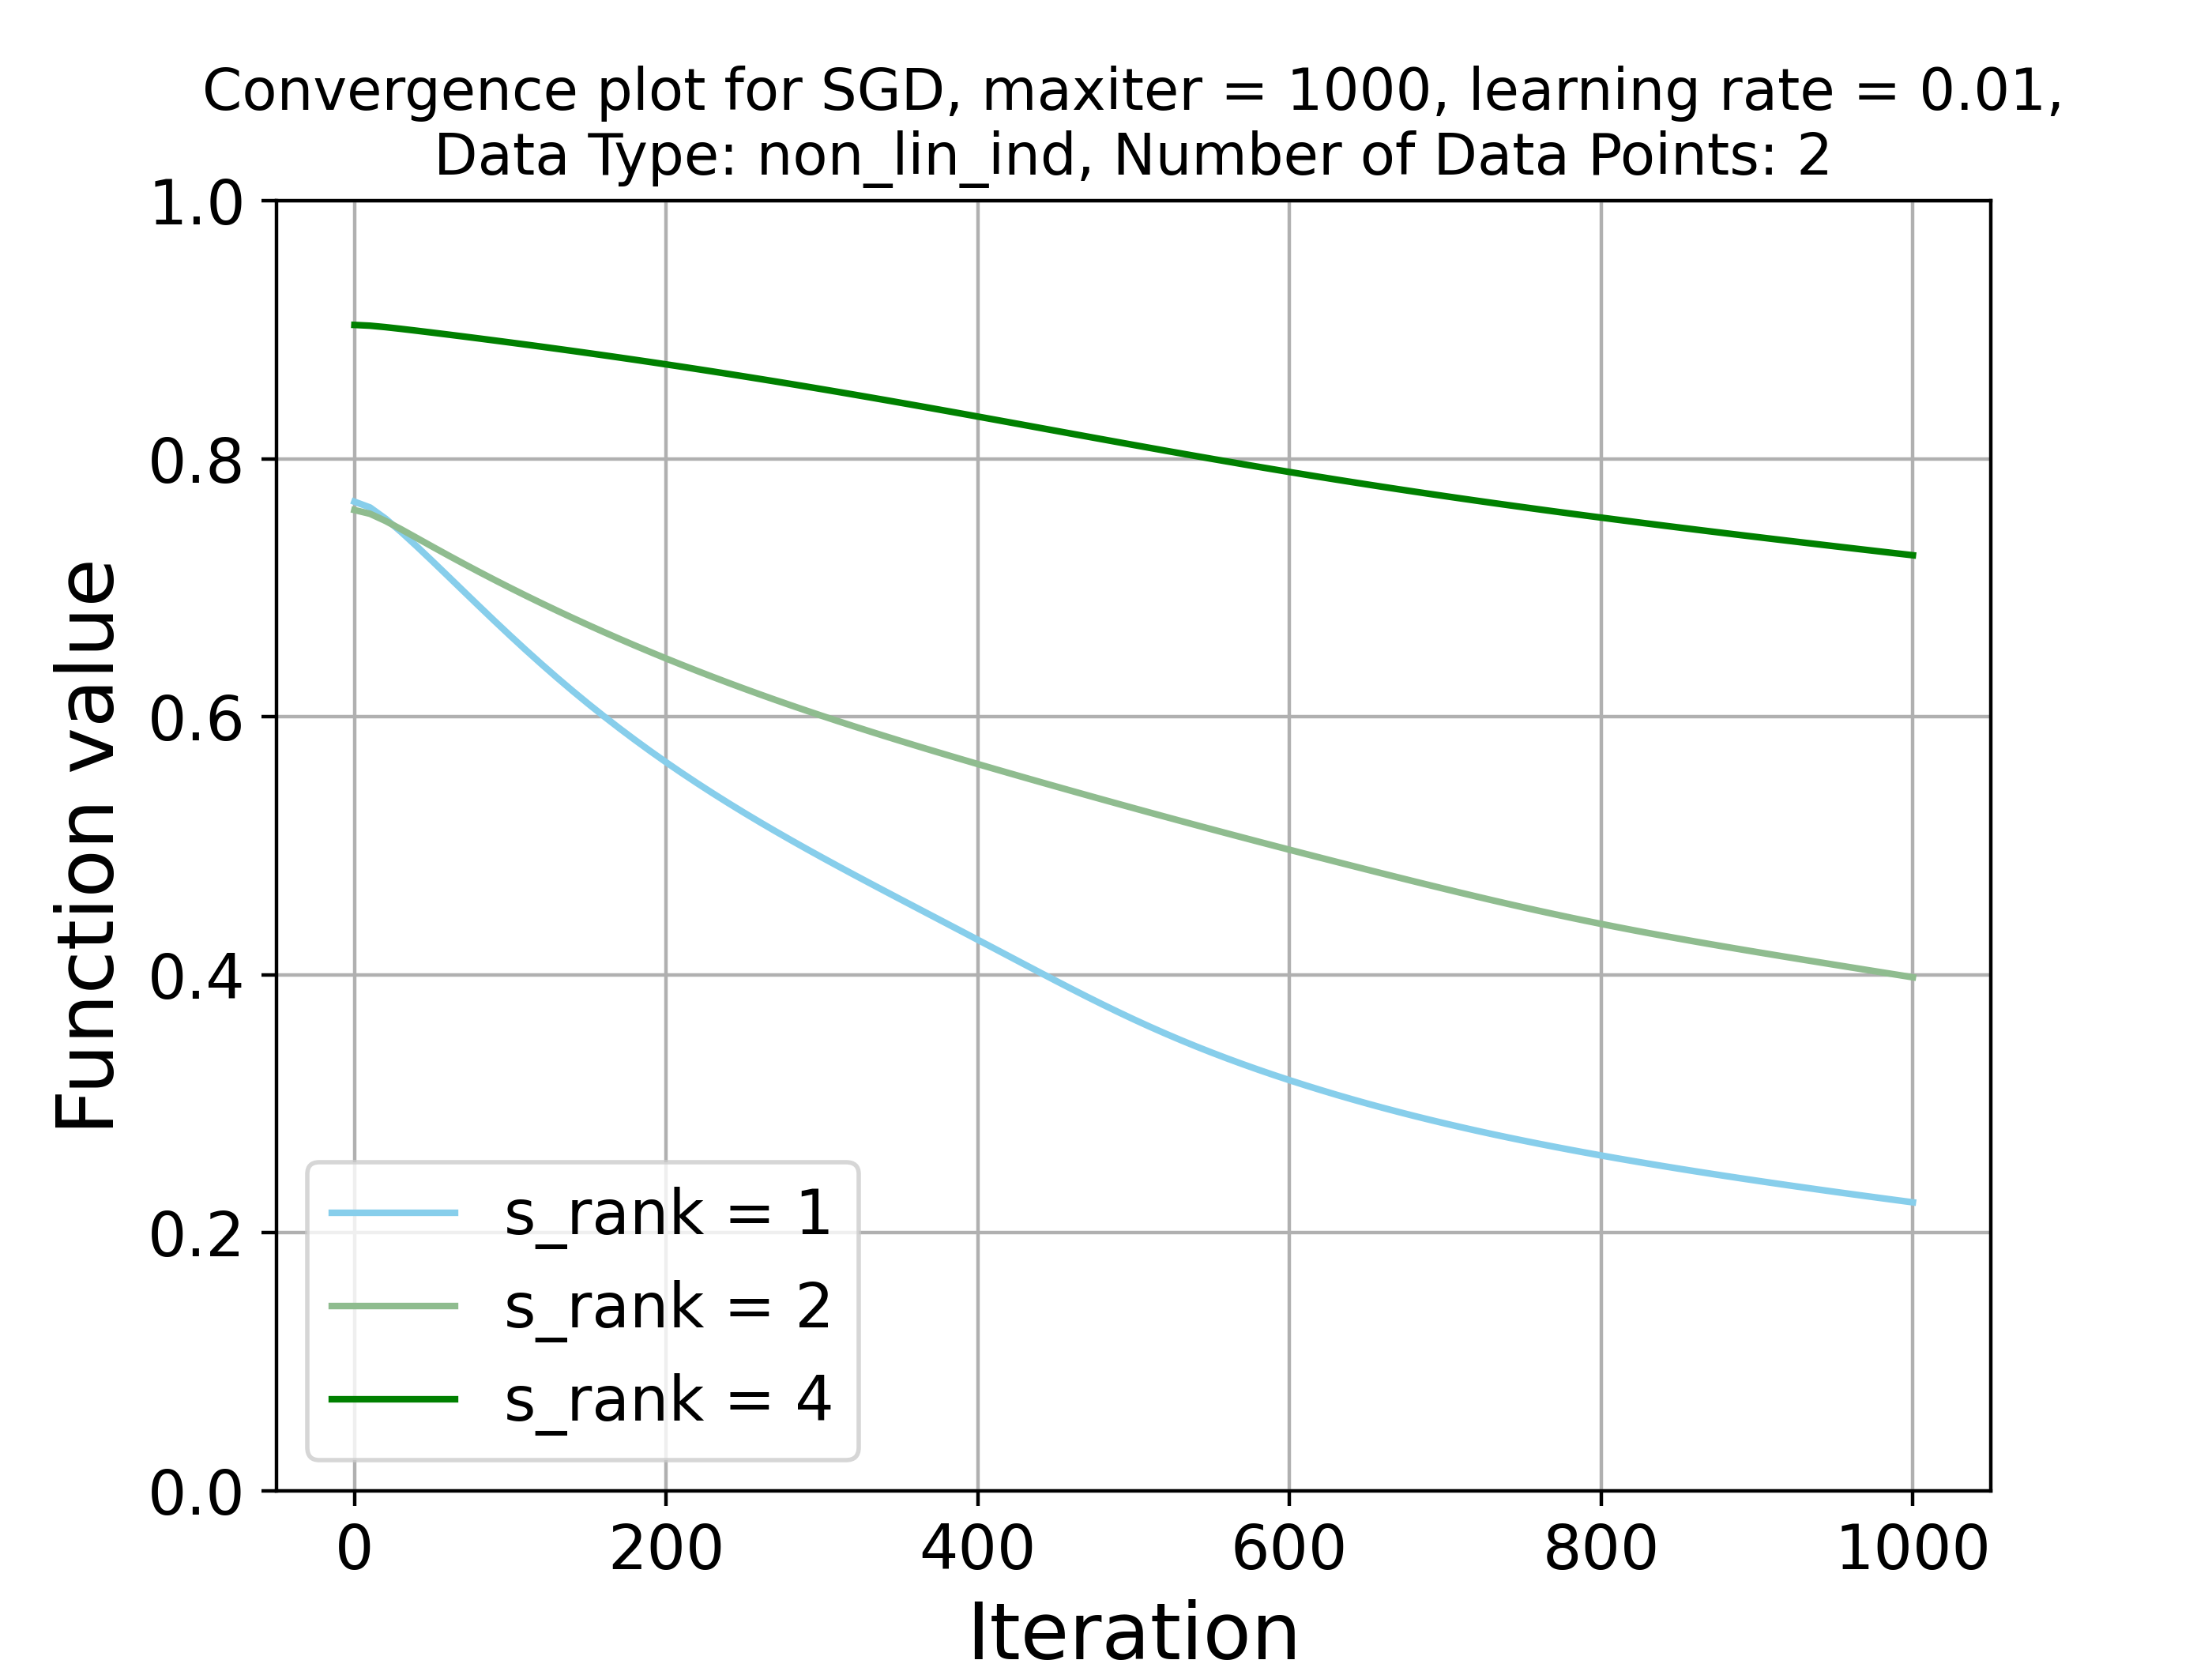 Convergence plot for SGD, maxiter = 1000, learning rate = 0.01,
Data Type: non_lin_ind, Number of Data Points: 2
1.0
0.8
0.6
0.4
0.2
0.0
Function value
s_rank = 1
s_rank = 2
s_rank = 4
0 200 400 600 800 1000
Iteration